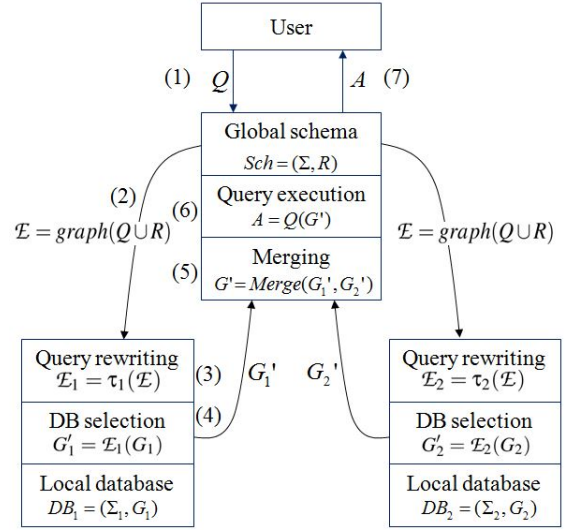 User
(1) Q A (7)
Global schema
Sch = (Σ, R)
(2)
Query execution
(6)
A = Q(G')
ℰ = graph(Q ∪ R)
ℰ = graph(Q ∪ R)
Merging
(5)
G' = Merge(G₁', G₂')
Query rewriting
ℰ₁ = τ₁(ℰ)
(3)
G₁' G₂'
Query rewriting
ℰ₂ = τ₂(ℰ)
(4)
DB selection
G′₁ = ℰ₁(G₁)
DB selection
G′₂ = ℰ₂(G₂)
Local database
DB₁ = (Σ₁, G₁)
Local database
DB₂ = (Σ₂, G₂)